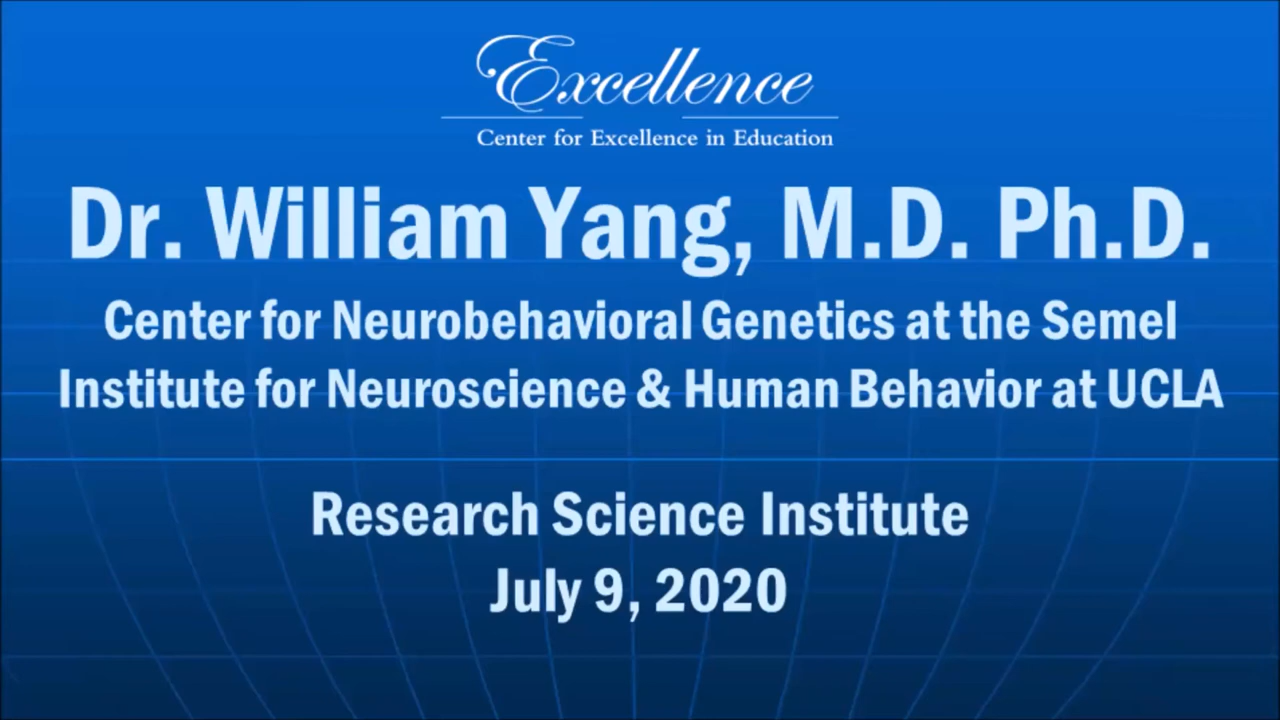 Excellence
Center for Excellence in Education
Dr. William Yang, M.D. Ph.D.
Center for Neurobehavioral Genetics at the Semel
Institute for Neuroscience & Human Behavior at UCLA
Research Science Institute
July 9, 2020